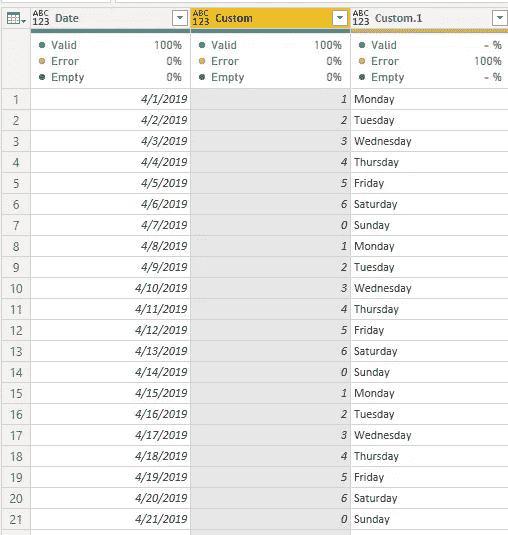 ABC 123 Date ABC 123 Custom ABC 123 Custom.1
Valid 100% Valid 100% Valid - %
Error 0% Error 0% Error 100%
Empty 0% Empty 0% Empty - %
1 4/1/2019 1 Monday
2 4/2/2019 2 Tuesday
3 4/3/2019 3 Wednesday
4 4/4/2019 4 Thursday
5 4/5/2019 5 Friday
6 4/6/2019 6 Saturday
7 4/7/2019 0 Sunday
8 4/8/2019 1 Monday
9 4/9/2019 2 Tuesday
10 4/10/2019 3 Wednesday
11 4/11/2019 4 Thursday
12 4/12/2019 5 Friday
13 4/13/2019 6 Saturday
14 4/14/2019 0 Sunday
15 4/15/2019 1 Monday
16 4/16/2019 2 Tuesday
17 4/17/2019 3 Wednesday
18 4/18/2019 4 Thursday
19 4/19/2019 5 Friday
20 4/20/2019 6 Saturday
21 4/21/2019 0 Sunday